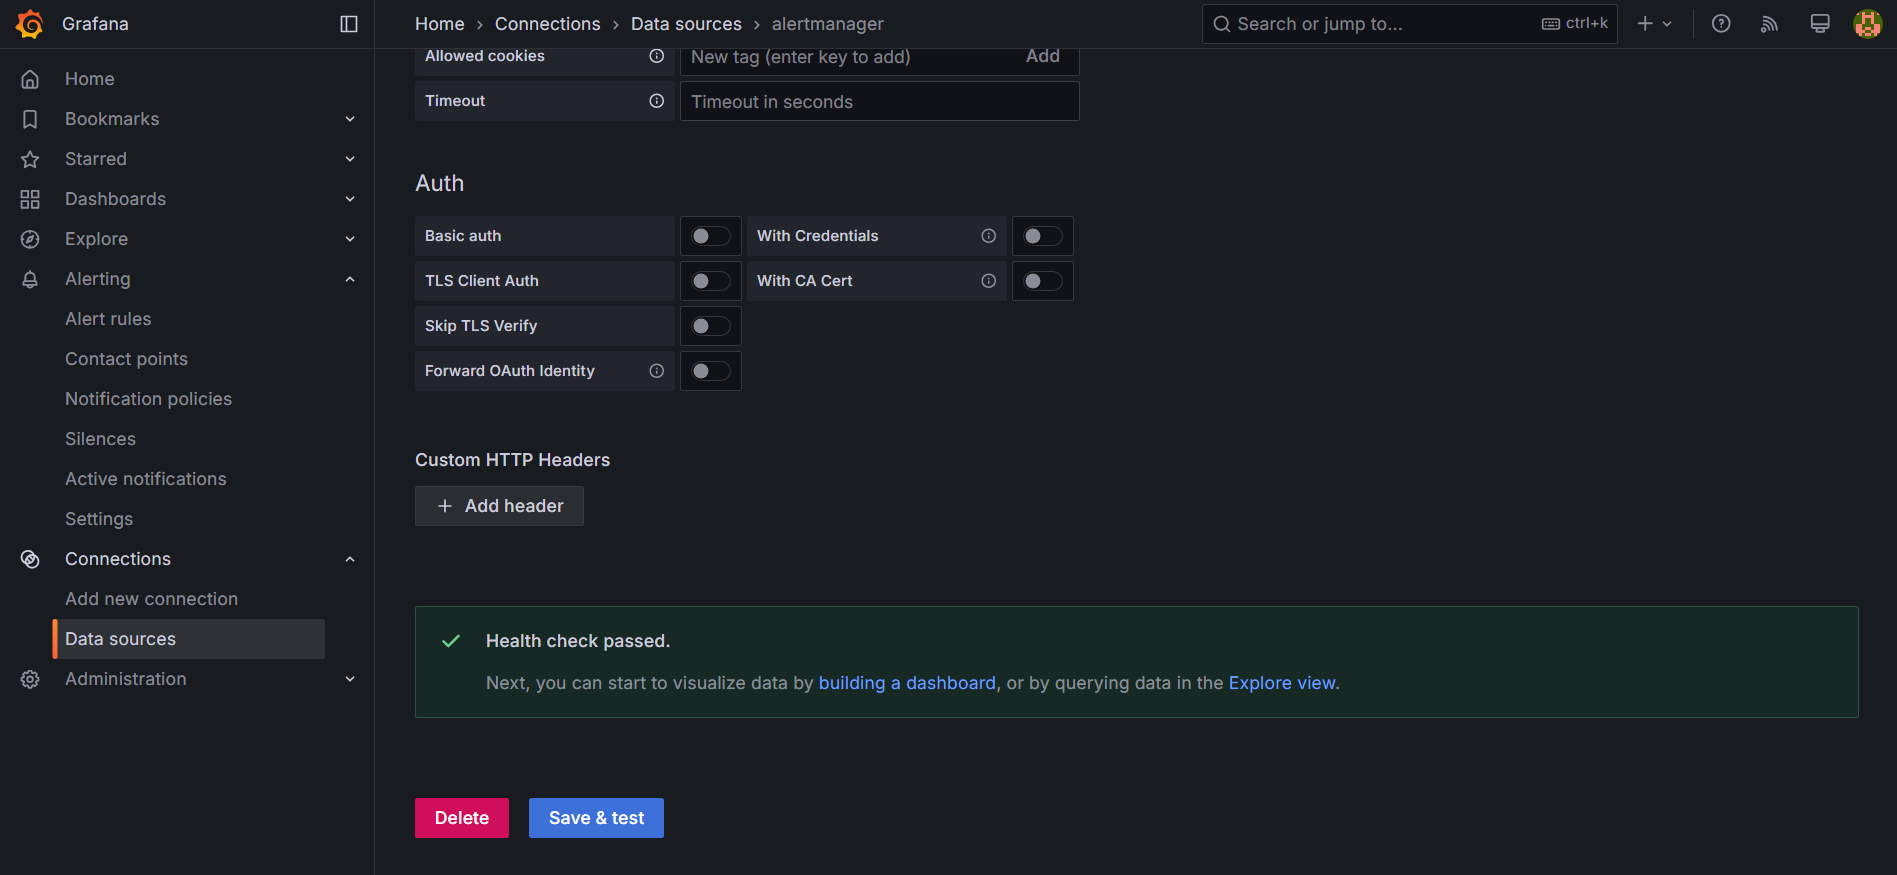 Grafana
Home
Bookmarks
Starred
Dashboards
Explore
Alerting
Alert rules
Contact points
Notification policies
Silences
Active notifications
Settings
Connections
Add new connection
Data sources
Administration
Home › Connections › Data sources › alertmanager
Search or jump to... ctrl+k
Allowed cookies New tag (enter key to add) Add
Timeout Timeout in seconds
Auth
Basic auth With Credentials
TLS Client Auth With CA Cert
Skip TLS Verify
Forward OAuth Identity
Custom HTTP Headers
Add header
Health check passed.
Next, you can start to visualize data by building a dashboard, or by querying data in the Explore view.
Delete Save & test